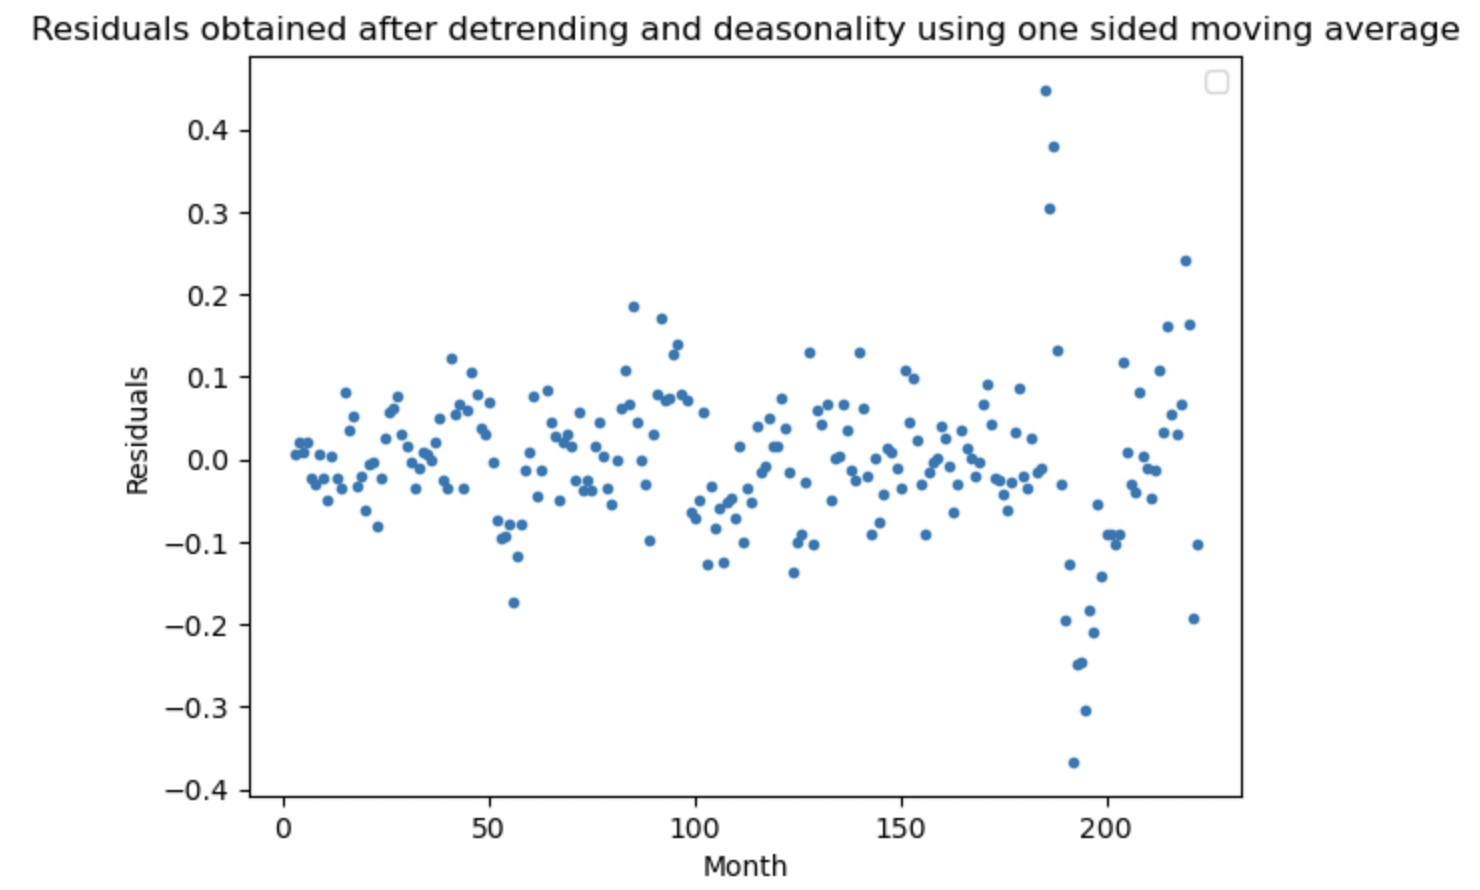 Residuals obtained after detrending and deasonality using one sided moving average
0.4
0.3
0.2
0.1
0.0
−0.1
−0.2
−0.3
−0.4
Residuals
0 50 100 150 200
Month